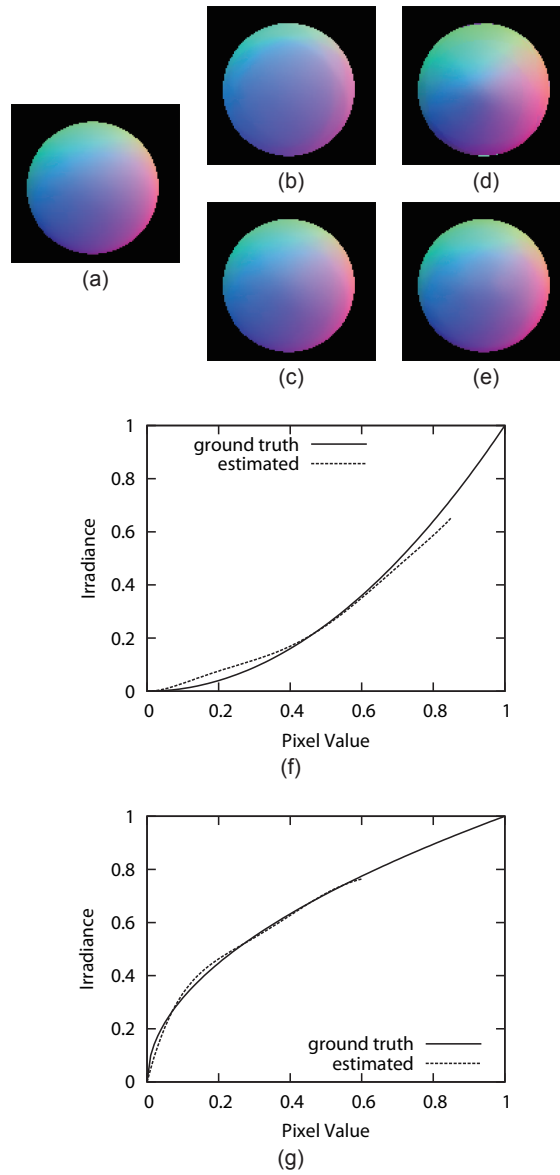 (b)
(d)
(a)
(c)
(e)
ground truth
estimated
1
0.8
0.6
0.4
0.2
0
Irradiance
0 0.2 0.4 0.6 0.8 1
Pixel Value
(f)
1
0.8
0.6
0.4
0.2
0
Irradiance
ground truth
estimated
0 0.2 0.4 0.6 0.8 1
Pixel Value
(g)